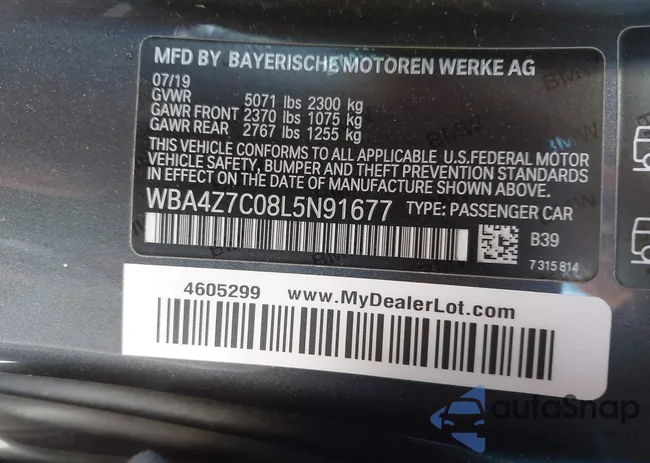 MFD BY BAYERISCHE MOTOREN WERKE AG
07/19
GVWR 5071 lbs 2300 kg
GAWR FRONT 2370 lbs 1075 kg
GAWR REAR 2767 lbs 1255 kg
THIS VEHICLE CONFORMS TO ALL APPLICABLE U.S.FEDERAL MOTOR
VEHICLE SAFETY, BUMPER AND THEFT PREVENTION STANDARDS
IN EFFECT ON THE DATE OF MANUFACTURE SHOWN ABOVE.
WBA4Z7C08L5N91677 TYPE: PASSENGER CAR
B39
7 315 814
4605299 www.MyDealerLot.com
autoSnap